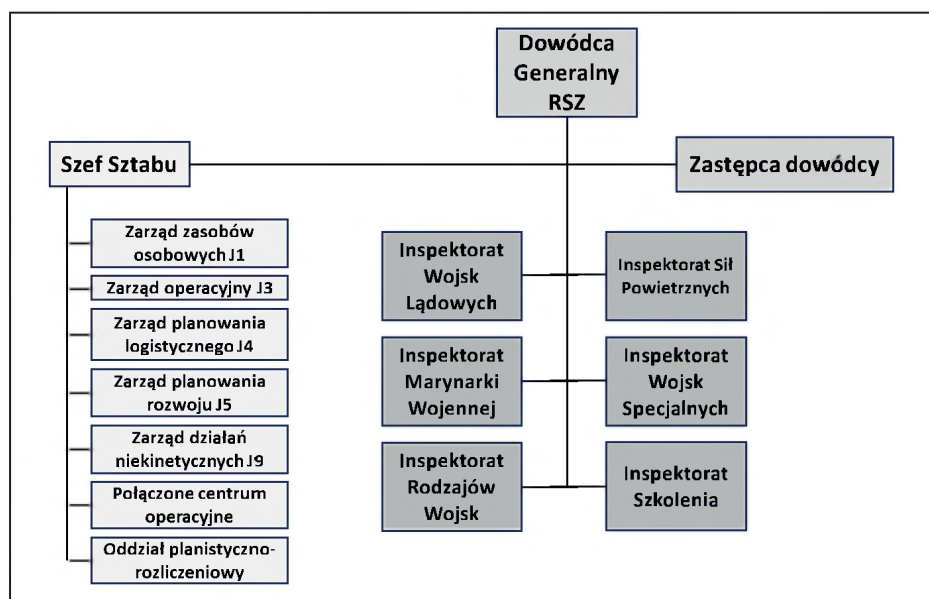 Dowódca
Generalny
RSZ
Szef Sztabu
Zastępca dowódcy
Zarząd zasobów
osobowych J1
Zarząd operacyjny J3
Zarząd planowania
logistycznego J4
Zarząd planowania
rozwoju J5
Zarząd działań
niekinetycznych J9
Połączone centrum
operacyjne
Oddział planistyczno-
rozliczeniowy
Inspektorat
Wojsk
Lądowych
Inspektorat Sił
Powietrznych
Inspektorat
Marynarki
Wojennej
Inspektorat
Wojsk
Specjalnych
Inspektorat
Rodzajów
Wojsk
Inspektorat
Szkolenia